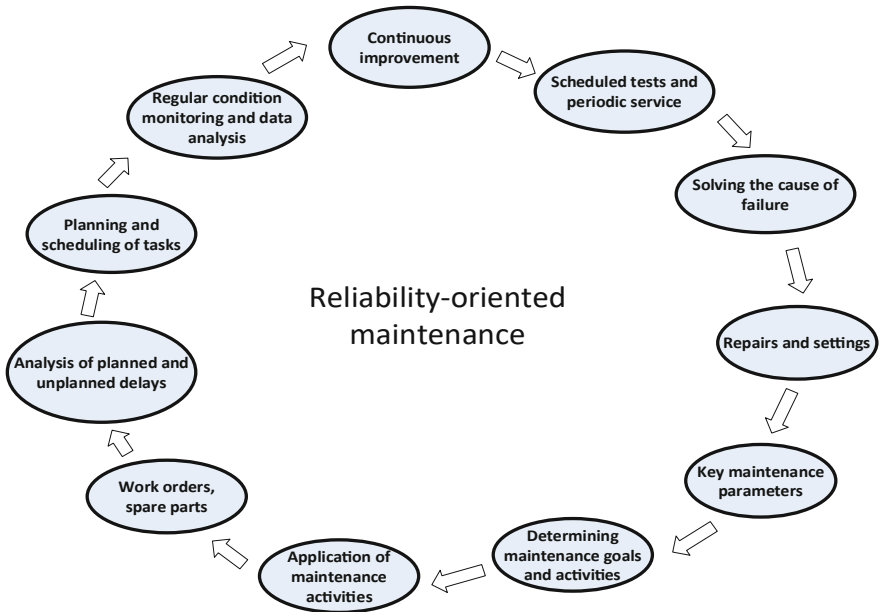 Continuous
improvement
Scheduled tests and
periodic service
Solving the cause of
failure
Repairs and settings
Key maintenance
parameters
Determining
maintenance goals
and activities
Application of
maintenance
activities
Work orders,
spare parts
Analysis of planned and
unplanned delays
Planning and
scheduling of tasks
Regular condition
monitoring and data
analysis
Reliability-oriented
maintenance